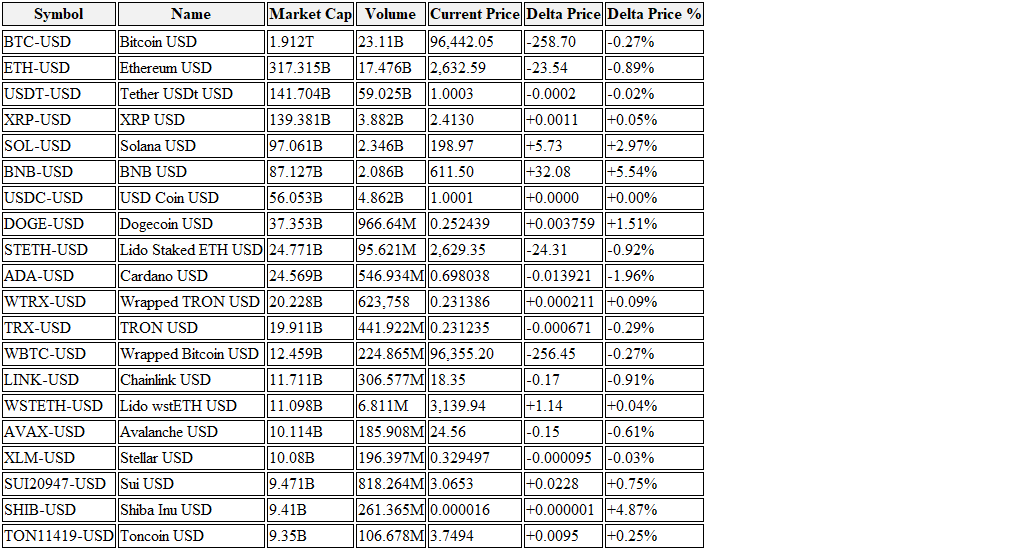 Symbol Name Market Cap Volume Current Price Delta Price Delta Price %
BTC-USD Bitcoin USD 1.912T 23.11B 96,442.05 -258.70 -0.27%
ETH-USD Ethereum USD 317.315B 17.476B 2,632.59 -23.54 -0.89%
USDT-USD Tether USDt USD 141.704B 59.025B 1.0003 -0.0002 -0.02%
XRP-USD XRP USD 139.381B 3.882B 2.4130 +0.0011 +0.05%
SOL-USD Solana USD 97.061B 2.346B 198.97 +5.73 +2.97%
BNB-USD BNB USD 87.127B 2.086B 611.50 +32.08 +5.54%
USDC-USD USD Coin USD 56.053B 4.862B 1.0001 +0.0000 +0.00%
DOGE-USD Dogecoin USD 37.353B 966.64M 0.252439 +0.003759 +1.51%
STETH-USD Lido Staked ETH USD 24.771B 95.621M 2,629.35 -24.31 -0.92%
ADA-USD Cardano USD 24.569B 546.934M 0.698038 -0.013921 -1.96%
WTRX-USD Wrapped TRON USD 20.228B 623,758 0.231386 +0.000211 +0.09%
TRX-USD TRON USD 19.911B 441.922M 0.231235 -0.000671 -0.29%
WBTC-USD Wrapped Bitcoin USD 12.459B 224.865M 96,355.20 -256.45 -0.27%
LINK-USD Chainlink USD 11.711B 306.577M 18.35 -0.17 -0.91%
WSTETH-USD Lido wstETH USD 11.098B 6.811M 3,139.94 +1.14 +0.04%
AVAX-USD Avalanche USD 10.114B 185.908M 24.56 -0.15 -0.61%
XLM-USD Stellar USD 10.08B 196.397M 0.329497 -0.000095 -0.03%
SUI20947-USD Sui USD 9.471B 818.264M 3.0653 +0.0228 +0.75%
SHIB-USD Shiba Inu USD 9.41B 261.365M 0.000016 +0.000001 +4.87%
TON11419-USD Toncoin USD 9.35B 106.678M 3.7494 +0.0095 +0.25%